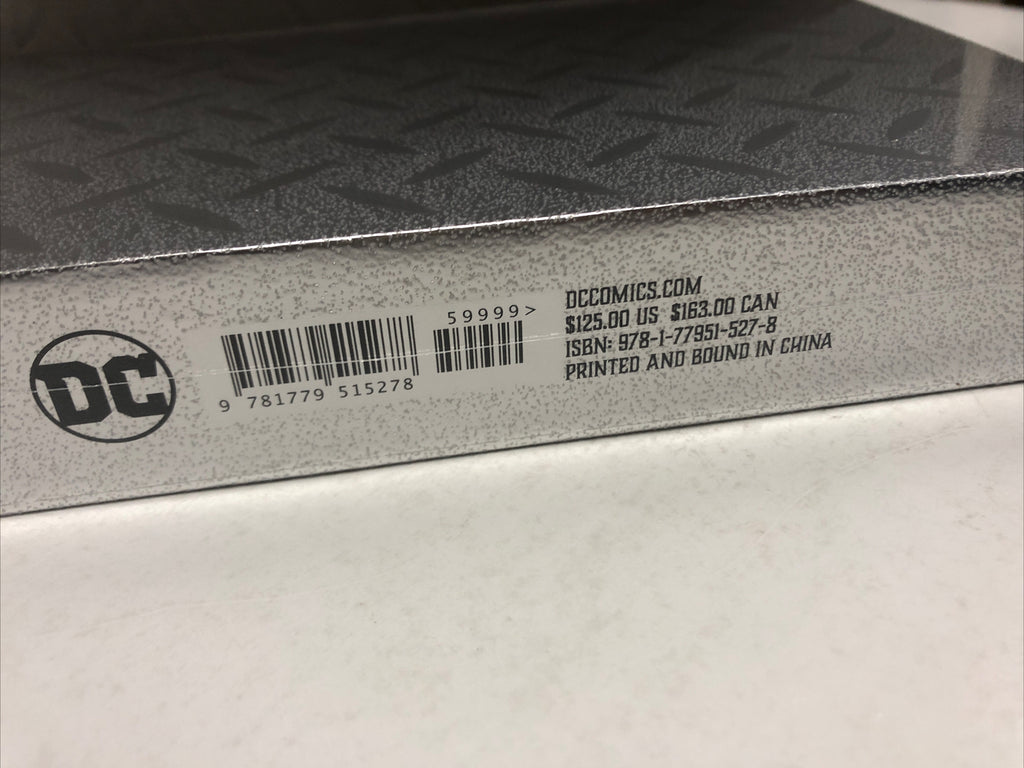 DC
59999>
9 781779 515278
DCCOMICS.COM
$125.00 US $163.00 CAN
ISBN: 978-1-77951-527-8
PRINTED AND BOUND IN CHINA